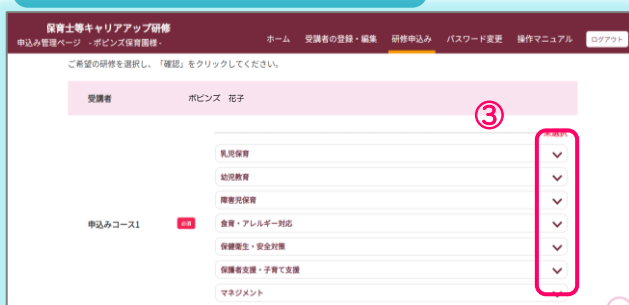 保育士等キャリアアップ研修
申込み管理ページ - ポピンズ保育園様 -
ホーム 受講者の登録・編集 研修申込み パスワード変更 操作マニュアル ログアウト
ご希望の研修を選択し、「確認」をクリックしてください。
受講者 ポピンズ 花子
③
未選択
乳児保育
幼児教育
障害児保育
申込みコース1 必須 食育・アレルギー対応
保健衛生・安全対策
保護者支援・子育て支援
マネジメント